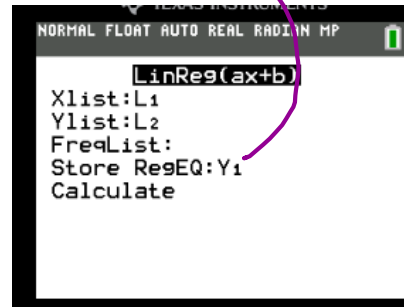 TEXAS INSTRUMENTS
NORMAL FLOAT AUTO REAL RADIAN MP
LinReg(ax+b)
Xlist:L₁
Ylist:L₂
FreqList:
Store RegEQ:Y₁
Calculate